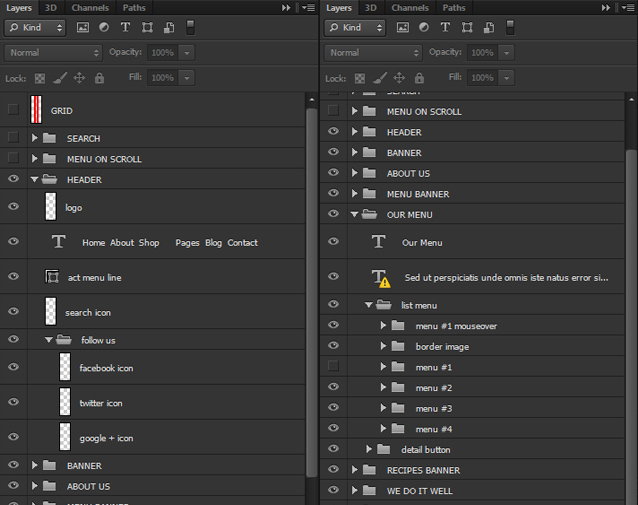 Layers 3D Channels Paths
Kind
Normal Opacity: 100%
Lock: Fill: 100%
GRID
SEARCH
MENU ON SCROLL
HEADER
logo
Home About Shop Pages Blog Contact
act menu line
search icon
follow us
facebook icon
twitter icon
google + icon
BANNER
ABOUT US
MENU BANNER
Layers 3D Channels Paths
Kind
Normal Opacity: 100%
Lock: Fill: 100%
SEARCH
MENU ON SCROLL
HEADER
BANNER
ABOUT US
MENU BANNER
OUR MENU
Our Menu
Sed ut perspiciatis unde omnis iste natus error si...
list menu
menu #1 mouseover
border image
menu #1
menu #2
menu #3
menu #4
detail button
RECIPES BANNER
WE DO IT WELL